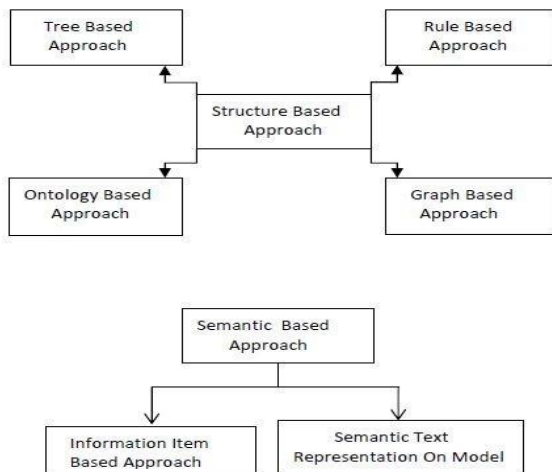 Tree Based
Approach
Rule Based
Approach
Structure Based
Approach
Ontology Based
Approach
Graph Based
Approach
Semantic Based
Approach
Information Item
Based Approach
Semantic Text
Representation On Model